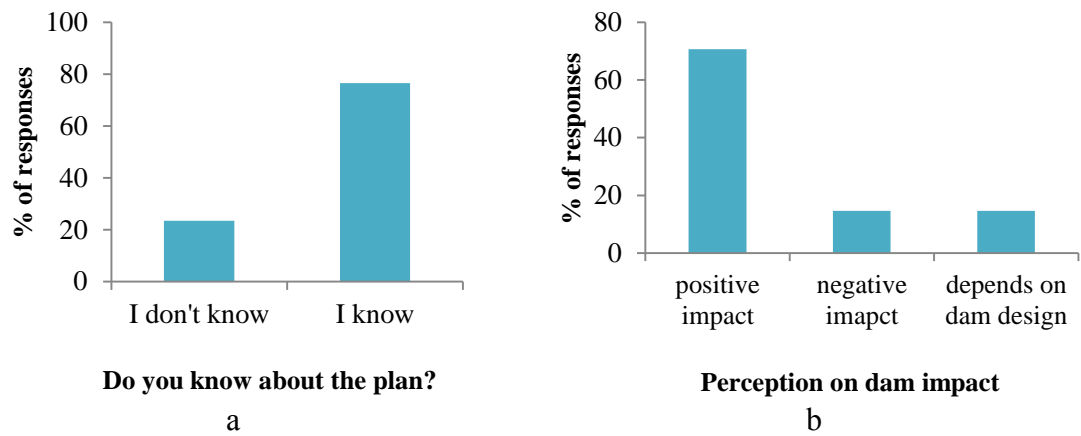 % of responses
100
80
60
40
20
0
I don't know
I know
Do you know about the plan?
a
% of responses
80
60
40
20
0
positive
impact
negative
imapct
depends on
dam design
Perception on dam impact
b